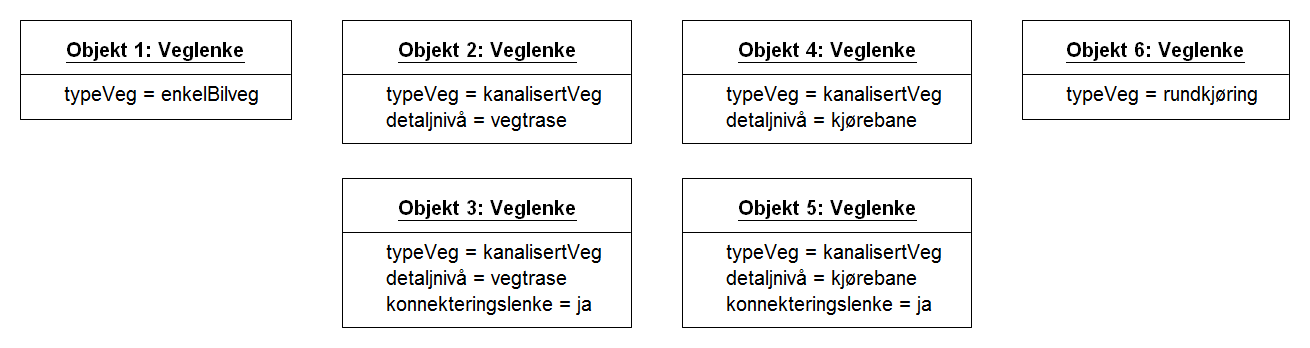 Objekt 1: Veglenke
typeVeg = enkelBilveg
Objekt 2: Veglenke
typeVeg = kanalisertVeg
detaljnivå = vegtrase
Objekt 4: Veglenke
typeVeg = kanalisertVeg
detaljnivå = kjørebane
Objekt 6: Veglenke
typeVeg = rundkjøring
Objekt 3: Veglenke
typeVeg = kanalisertVeg
detaljnivå = vegtrase
konnekteringslenke = ja
Objekt 5: Veglenke
typeVeg = kanalisertVeg
detaljnivå = kjørebane
konnekteringslenke = ja